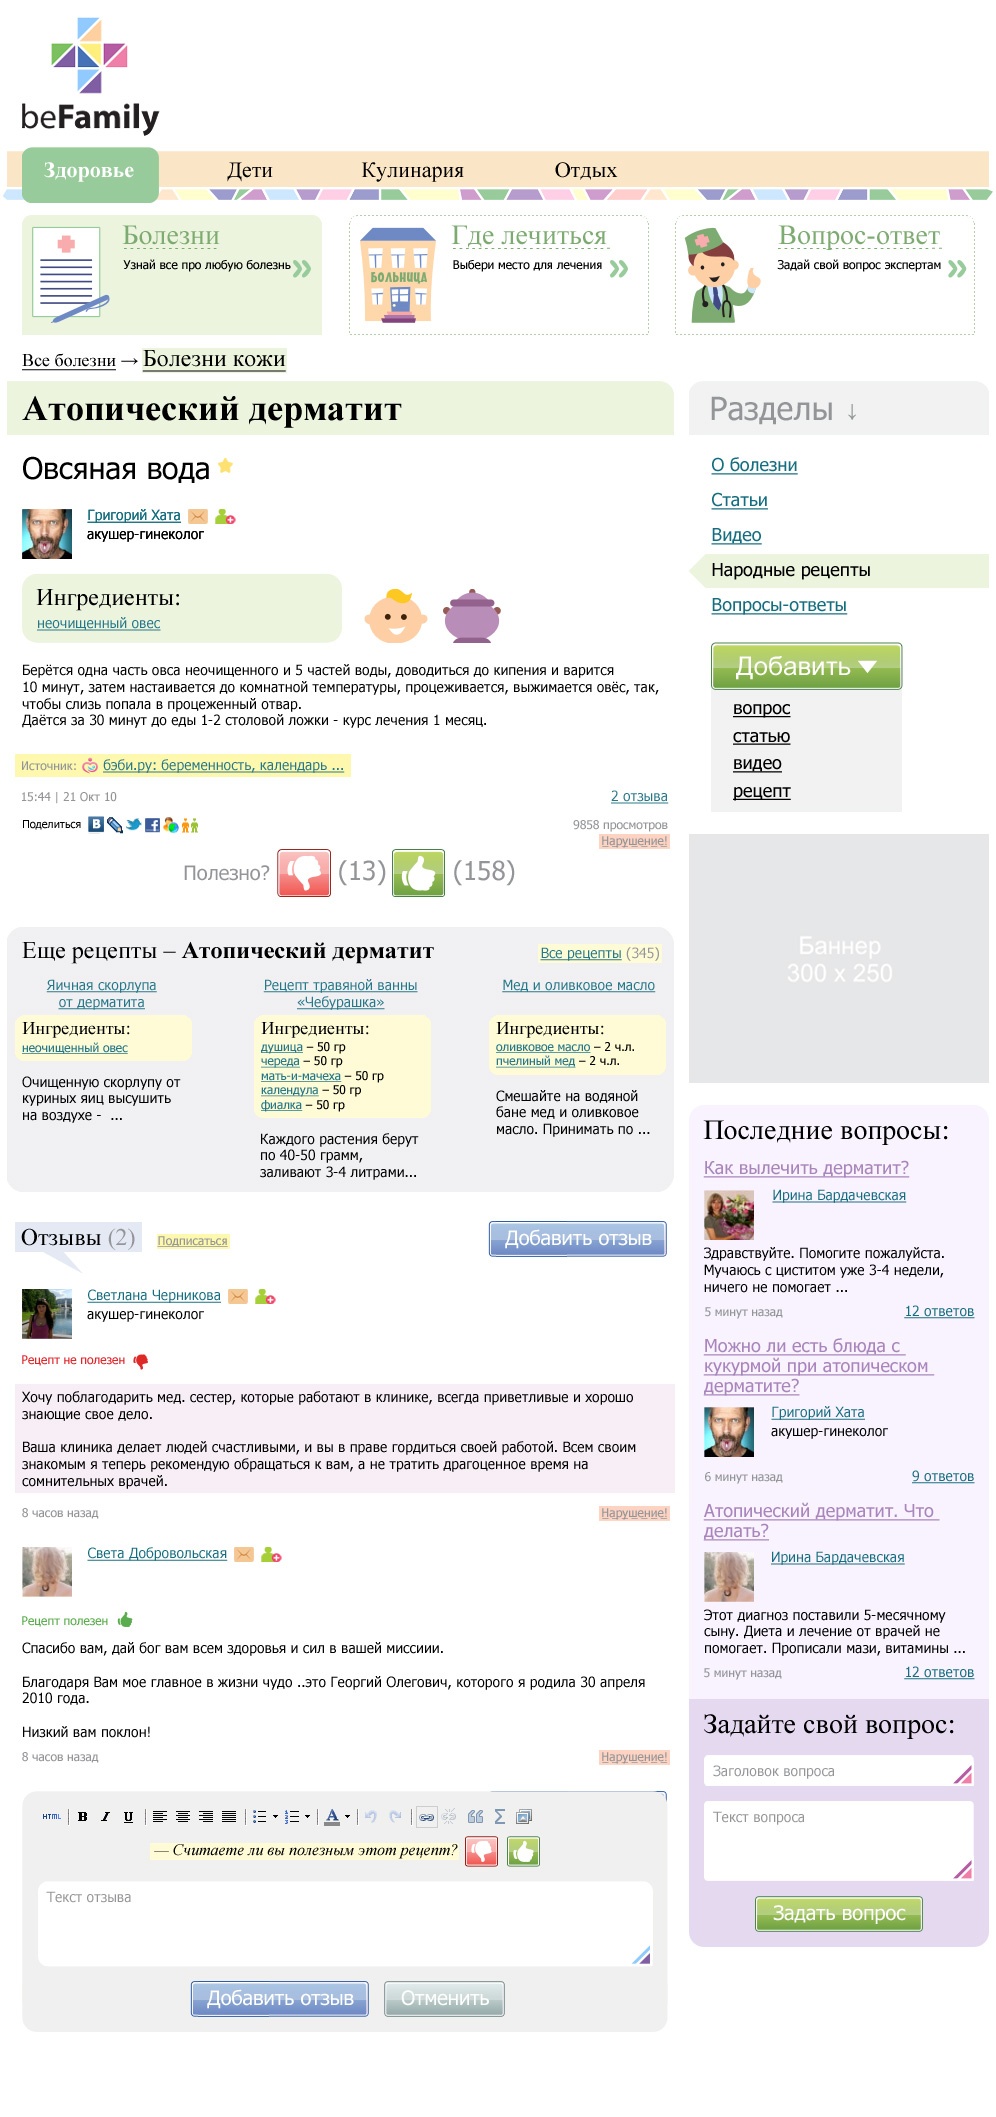 beFamily
Здоровье
Дети
Кулинария
Отдых
Болезни
Узнай все про любую болезнь
Где лечиться
Выбери место для лечения
БОЛЬНИЦА
Вопрос-ответ
Задай свой вопрос экспертам
Все болезни → Болезни кожи
Атопический дерматит
Овсяная вода
Григорий Хата
акушер-гинеколог
Ингредиенты:
неочищенный овес
Берётся одна часть овса неочищенного и 5 частей воды, доводиться до кипения и варится
10 минут, затем настаивается до комнатной температуры, процеживается, выжимается овёс, так,
чтобы слизь попала в процеженный отвар.
Даётся за 30 минут до еды 1-2 столовой ложки - курс лечения 1 месяц.
Источник: бэби.ру: беременность, календарь ...
15:44 | 21 Окт 10
2 отзыва
Поделиться
9858 просмотров
Нарушение!
Полезно? (13) (158)
Еще рецепты – Атопический дерматит
Все рецепты (345)
Яичная скорлупа
от дерматита
Ингредиенты:
неочищенный овес
Очищенную скорлупу от
куриных яиц высушить
на воздухе - ...
Рецепт травяной ванны
«Чебурашка»
Ингредиенты:
душица – 50 гр
череда – 50 гр
мать-и-мачеха – 50 гр
календула – 50 гр
фиалка – 50 гр
Каждого растения берут
по 40-50 грамм,
заливают 3-4 литрами...
Мед и оливковое масло
Ингредиенты:
оливковое масло – 2 ч.л.
пчелиный мед – 2 ч.л.
Смешайте на водяной
бане мед и оливковое
масло. Принимать по ...
Отзывы (2)
Подписаться
Добавить отзыв
Светлана Черникова
акушер-гинеколог
Рецепт не полезен
Хочу поблагодарить мед. сестер, которые работают в клинике, всегда приветливые и хорошо
знающие свое дело.
Ваша клиника делает людей счастливыми, и вы в праве гордиться своей работой. Всем своим
знакомым я теперь рекомендую обращаться к вам, а не тратить драгоценное время на
сомнительных врачей.
8 часов назад
Нарушение!
Света Добровольская
Рецепт полезен
Спасибо вам, дай бог вам всем здоровья и сил в вашей миссиии.
Благодаря Вам мое главное в жизни чудо ..это Георгий Олегович, которого я родила 30 апреля
2010 года.
Низкий вам поклон!
8 часов назад
Нарушение!
HTML B I U A
— Считаете ли вы полезным этот рецепт?
Текст отзыва
Добавить отзыв
Отменить
Разделы ↓
О болезни
Статьи
Видео
Народные рецепты
Вопросы-ответы
Добавить
вопрос
статью
видео
рецепт
Баннер
300 x 250
Последние вопросы:
Как вылечить дерматит?
Ирина Бардачевская
Здравствуйте. Помогите пожалуйста.
Мучаюсь с циститом уже 3-4 недели,
ничего не помогает ...
5 минут назад
12 ответов
Можно ли есть блюда с
кукурмой при атопическом
дерматите?
Григорий Хата
акушер-гинеколог
6 минут назад
9 ответов
Атопический дерматит. Что
делать?
Ирина Бардачевская
Этот диагноз поставили 5-месячному
сыну. Диета и лечение от врачей не
помогает. Прописали мази, витамины ...
5 минут назад
12 ответов
Задайте свой вопрос:
Заголовок вопроса
Текст вопроса
Задать вопрос